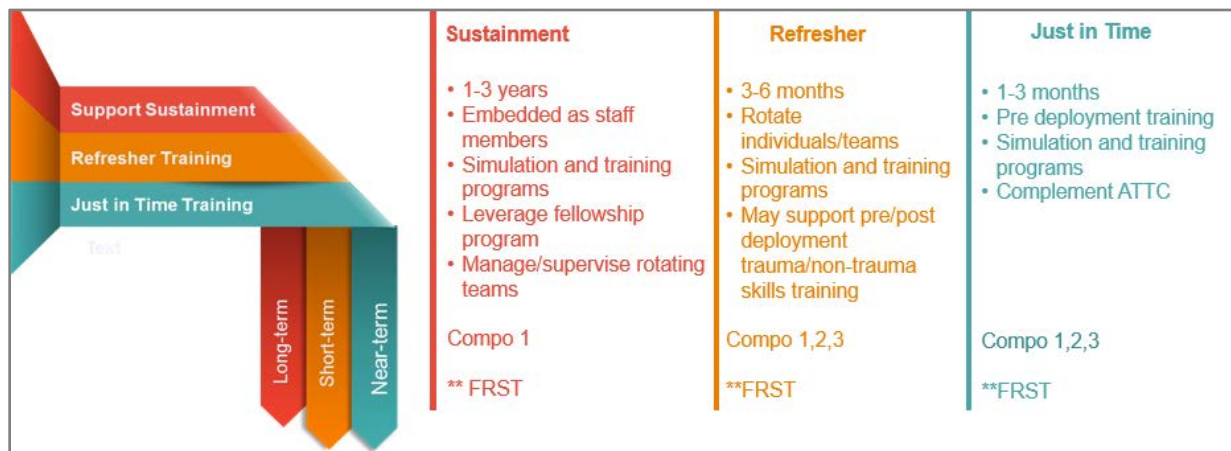 Support Sustainment
Refresher Training
Just in Time Training
Text
Long-term
Short-term
Near-term
Sustainment
• 1-3 years
• Embedded as staff
members
• Simulation and training
programs
• Leverage fellowship
program
• Manage/supervise rotating
teams
Compo 1
** FRST
Refresher
• 3-6 months
• Rotate
individuals/teams
• Simulation and training
programs
• May support pre/post
deployment
trauma/non-trauma
skills training
Compo 1,2,3
**FRST
Just in Time
• 1-3 months
• Pre deployment training
• Simulation and training
programs
• Complement ATTC
Compo 1,2,3
**FRST